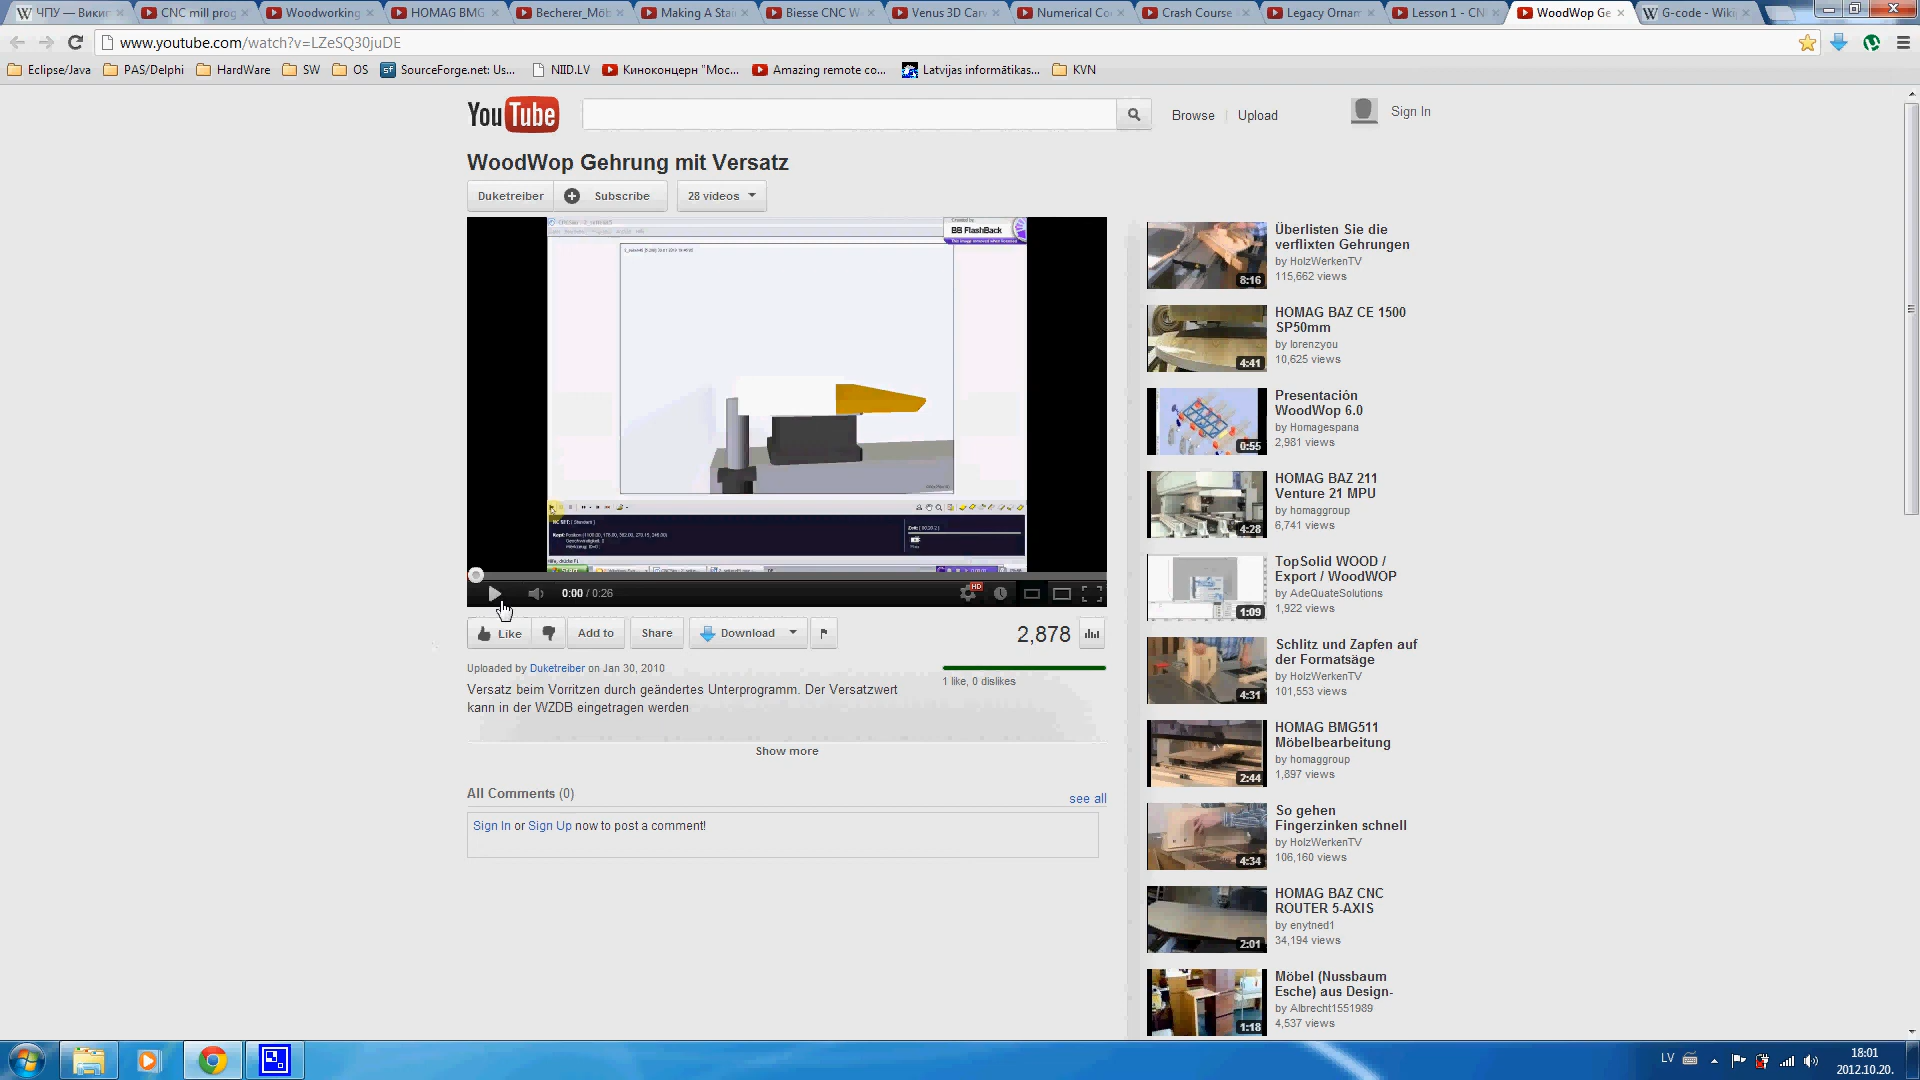 ЧПУ — Викип
CNC mill prog
Woodworking
HOMAG BMG
Becherer_Möb
Making A Stai
Biesse CNC W
Venus 3D Carv
Numerical Co
Crash Course
Legacy Ornam
Lesson 1 - CN
WoodWop Ge
G-code - Wiki
www.youtube.com/watch?v=LZeSQ30juDE
Eclipse/Java
PAS/Delphi
HardWare
SW
OS
SourceForge.net: Us...
NIID.LV
Киноконцерн "Мос...
Amazing remote co...
Latvijas informātikas...
KVN
YouTube
Browse
Upload
Sign In
WoodWop Gehrung mit Versatz
Duketreiber
Subscribe
28 videos
Created by
BB FlashBack
0:00 / 0:26
HD
Like
Add to
Share
Download
2,878
Uploaded by Duketreiber on Jan 30, 2010
1 like, 0 dislikes
Versatz beim Vorritzen durch geändertes Unterprogramm. Der Versatzwert
kann in der WZDB eingetragen werden
Show more
All Comments (0)
see all
Sign In or Sign Up now to post a comment!
8:16
Überlisten Sie die
verflixten Gehrungen
by HolzWerkenTV
115,662 views
4:41
HOMAG BAZ CE 1500
SP50mm
by lorenzyou
10,625 views
0:55
Presentación
WoodWop 6.0
by Homagespana
2,981 views
4:28
HOMAG BAZ 211
Venture 21 MPU
by homaggroup
6,741 views
1:09
TopSolid WOOD /
Export / WoodWOP
by AdeQuateSolutions
1,922 views
4:31
Schlitz und Zapfen auf
der Formatsäge
by HolzWerkenTV
101,553 views
2:44
HOMAG BMG511
Möbelbearbeitung
by homaggroup
1,897 views
4:34
So gehen
Fingerzinken schnell
by HolzWerkenTV
106,160 views
2:01
HOMAG BAZ CNC
ROUTER 5-AXIS
by enytned1
34,194 views
1:18
Möbel (Nussbaum
Esche) aus Design-
by Albrecht1551989
4,537 views
LV
18:01
2012.10.20.